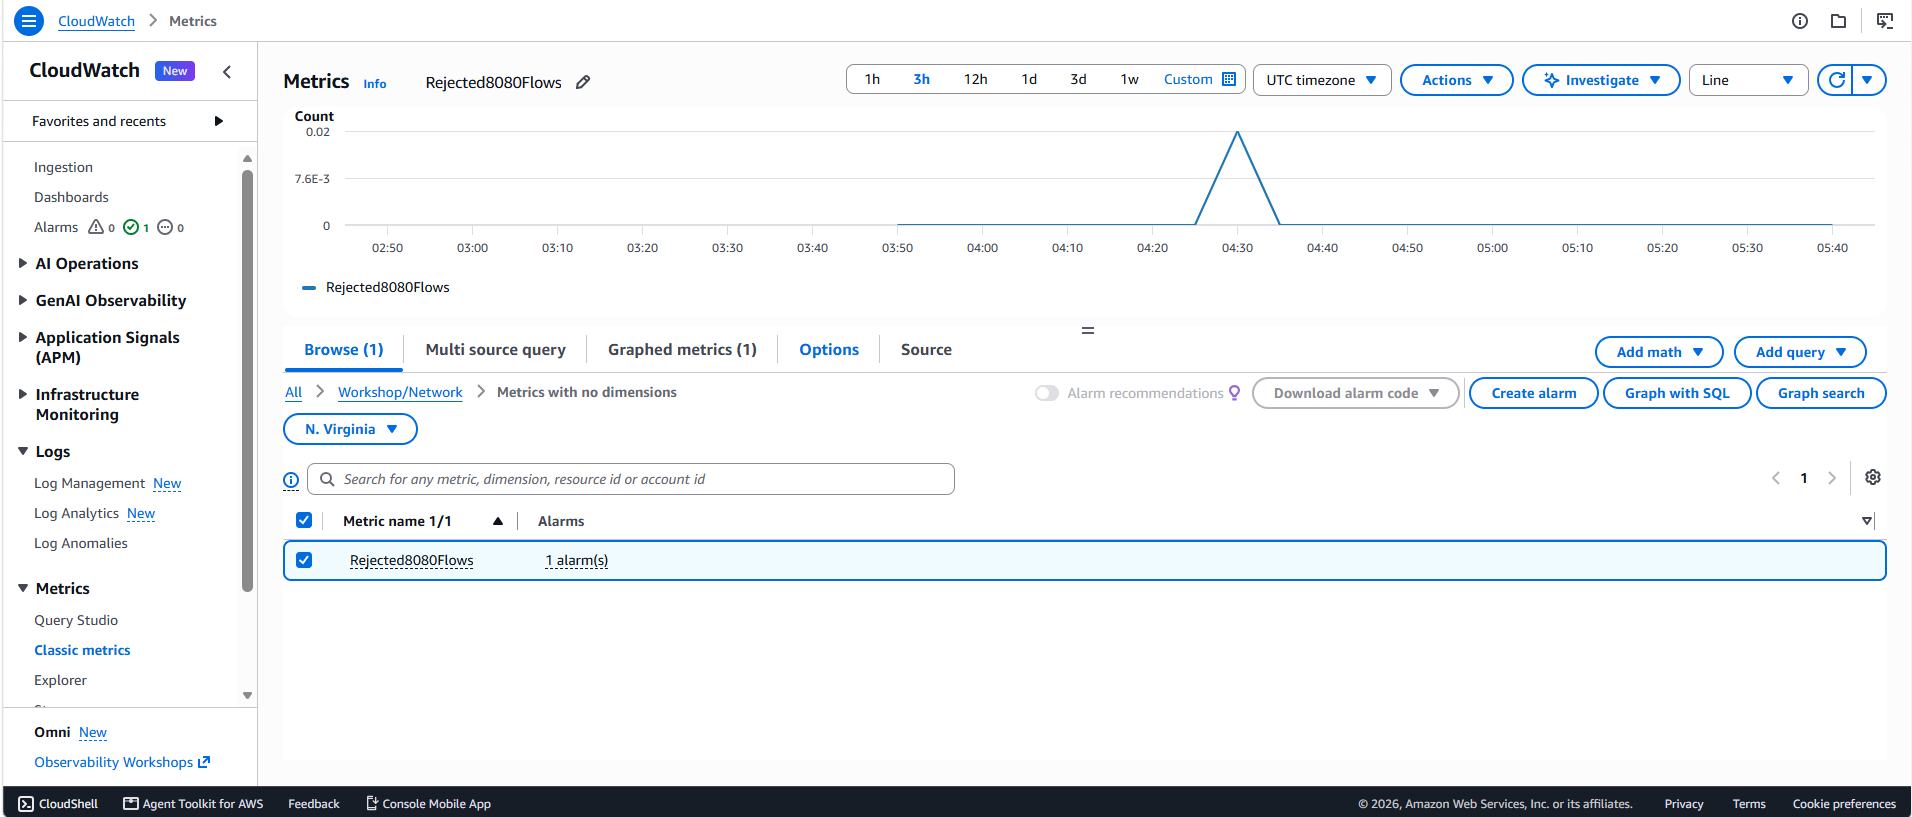 CloudWatch > Metrics
CloudWatch New
Favorites and recents
Ingestion
Dashboards
Alarms 0 1 0
AI Operations
GenAI Observability
Application Signals
(APM)
Infrastructure
Monitoring
Logs
Log Management New
Log Analytics New
Log Anomalies
Metrics
Query Studio
Classic metrics
Explorer
Omni New
Observability Workshops
Metrics Info Rejected8080Flows
1h 3h 12h 1d 3d 1w Custom UTC timezone Actions Investigate Line
Count
0.02
7.6E-3
0
02:50 03:00 03:10 03:20 03:30 03:40 03:50 04:00 04:10 04:20 04:30 04:40 04:50 05:00 05:10 05:20 05:30 05:40
Rejected8080Flows
Browse (1) Multi source query Graphed metrics (1) Options Source Add math Add query
All > Workshop/Network > Metrics with no dimensions Alarm recommendations Download alarm code Create alarm Graph with SQL Graph search
N. Virginia
Search for any metric, dimension, resource id or account id
1
Metric name 1/1 Alarms
Rejected8080Flows 1 alarm(s)
CloudShell Agent Toolkit for AWS Feedback Console Mobile App © 2026, Amazon Web Services, Inc. or its affiliates. Privacy Terms Cookie preferences